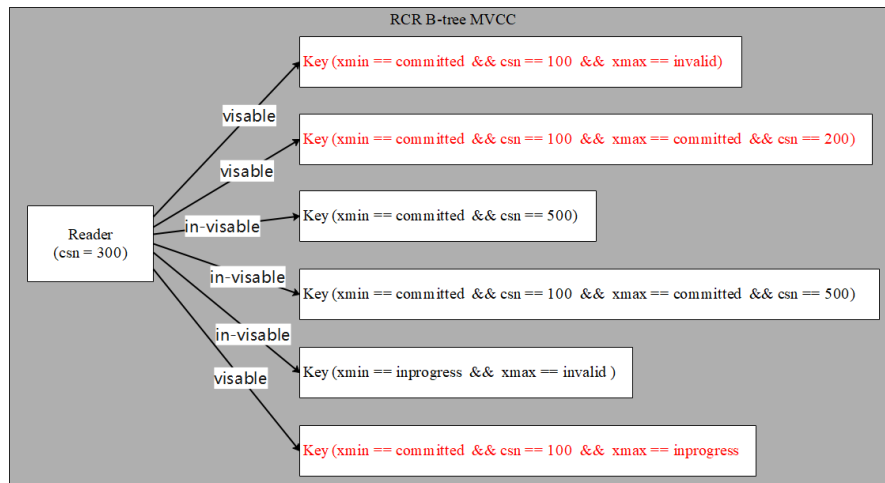 RCR B-tree MVCC
Key (xmin == committed && csn == 100 && xmax == invalid)
visable
Key (xmin == committed && csn == 100 && xmax == committed && csn == 200)
visable
Reader
(csn = 300)
in-visable
Key (xmin == committed && csn == 500)
in-visable
Key (xmin == committed && csn == 100 && xmax == committed && csn == 500)
in-visable
Key (xmin == inprogress && xmax == invalid )
visable
Key (xmin == committed && csn == 100 && xmax == inprogress